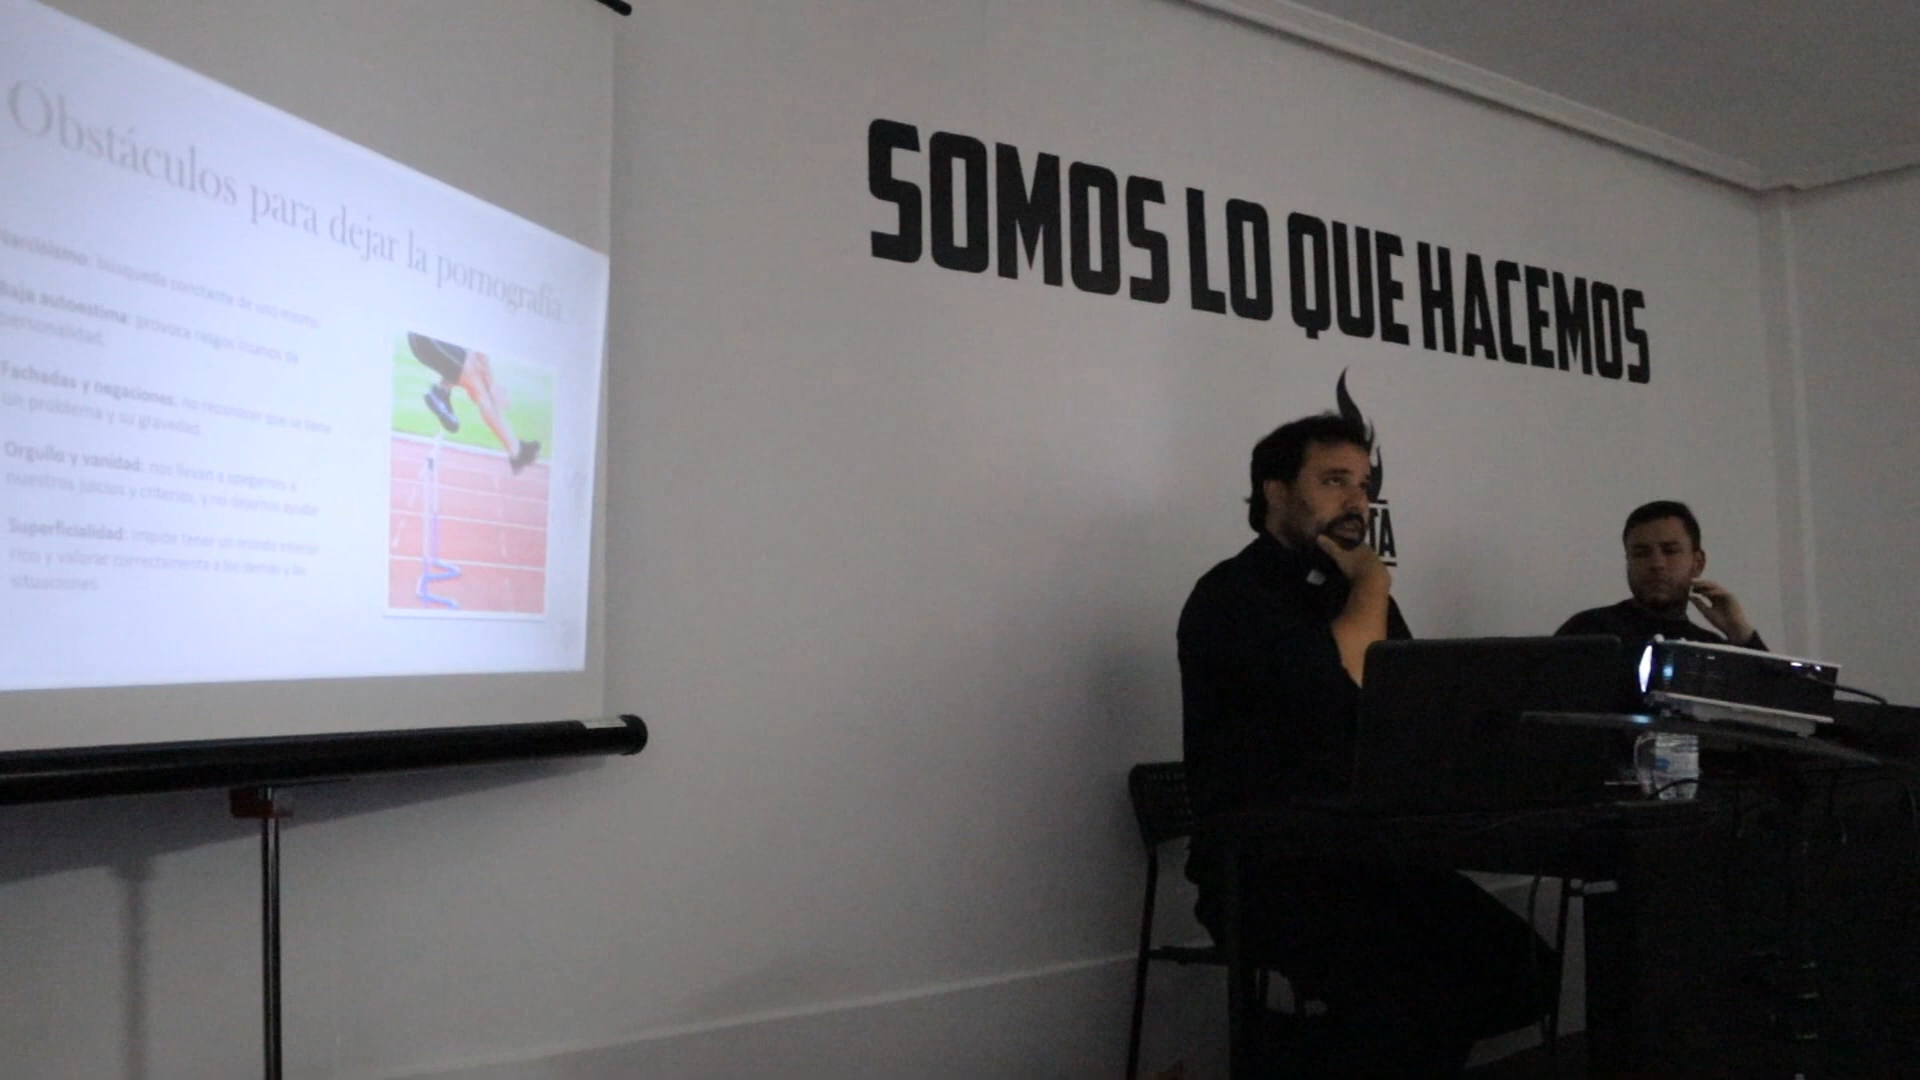 Obstáculos para dejar la pornografía
Narcisismo: búsqueda constante de uno mismo.
Baja autoestima: provoca rasgos insanos de
personalidad.
Fachadas y negaciones: no reconocer que se tiene
un problema y su gravedad.
Orgullo y vanidad: nos llevan a apegarnos a
nuestros juicios y criterios, y no dejarnos ayudar
Superficialidad: impide tener un mundo interior
rico y valorar correctamente a los demás y las
situaciones.
SOMOS LO QUE HACEMOS
TA